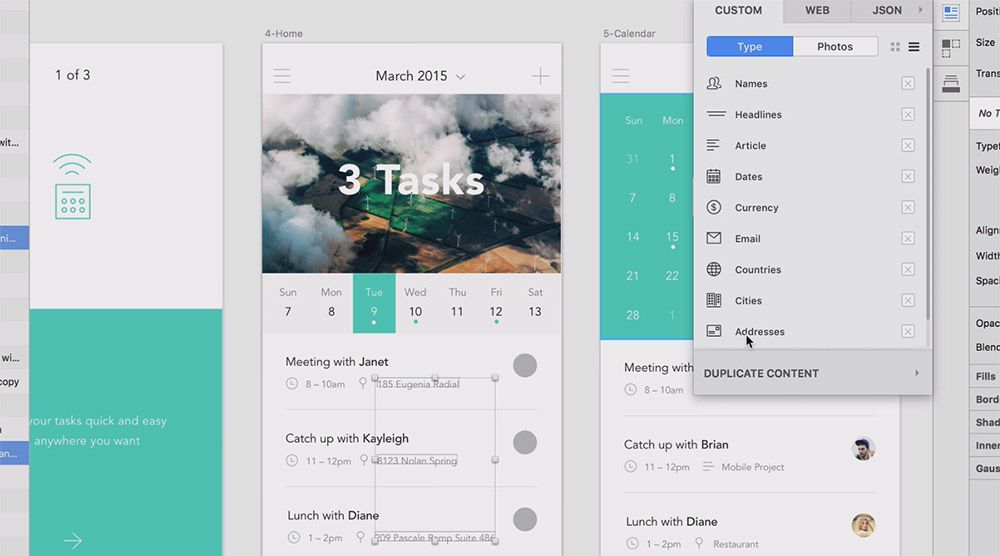 wit...
ni...
wi...
copy
an...
1 of 3
your tasks quick and easy
anywhere you want
4-Home
March 2015
3 Tasks
Sun Mon Tue Wed Thu Fri Sat
7 8 9 10 11 12 13
Meeting with Janet
8 – 10am 185 Eugenia Radial
Catch up with Kayleigh
11 – 12pm 8123 Nolan Spring
Lunch with Diane
1 – 2pm 209 Pascale Ramp Suite 486
5-Calendar
Sun Mon
31 1
7 8
14 15
21 22
28 1
Meeting with
8 – 10am
Catch up with Brian
11 – 12pm Mobile Project
Lunch with Diane
1 – 2pm Restaurant
CUSTOM WEB JSON
Type Photos
Names
Headlines
Article
Dates
Currency
Email
Countries
Cities
Addresses
DUPLICATE CONTENT
Positi
Size
Trans
No T
Typef
Weigh
Align
Width
Spaci
Opac
Blend
Fills
Borde
Shad
Inner
Gaus